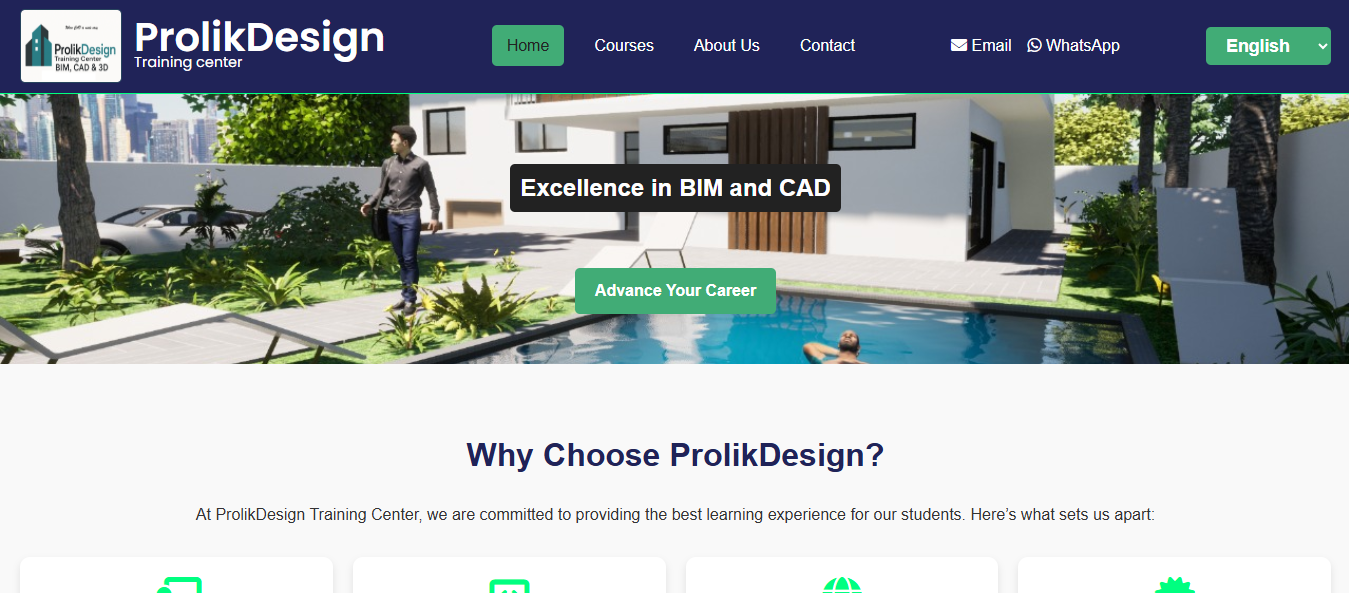 ProlikDesign
Training Center
BIM, CAD & 3D
ProlikDesign
Training center
Home
Courses
About Us
Contact
Email
WhatsApp
English
Excellence in BIM and CAD
Advance Your Career
Why Choose ProlikDesign?
At ProlikDesign Training Center, we are committed to providing the best learning experience for our students. Here’s what sets us apart: